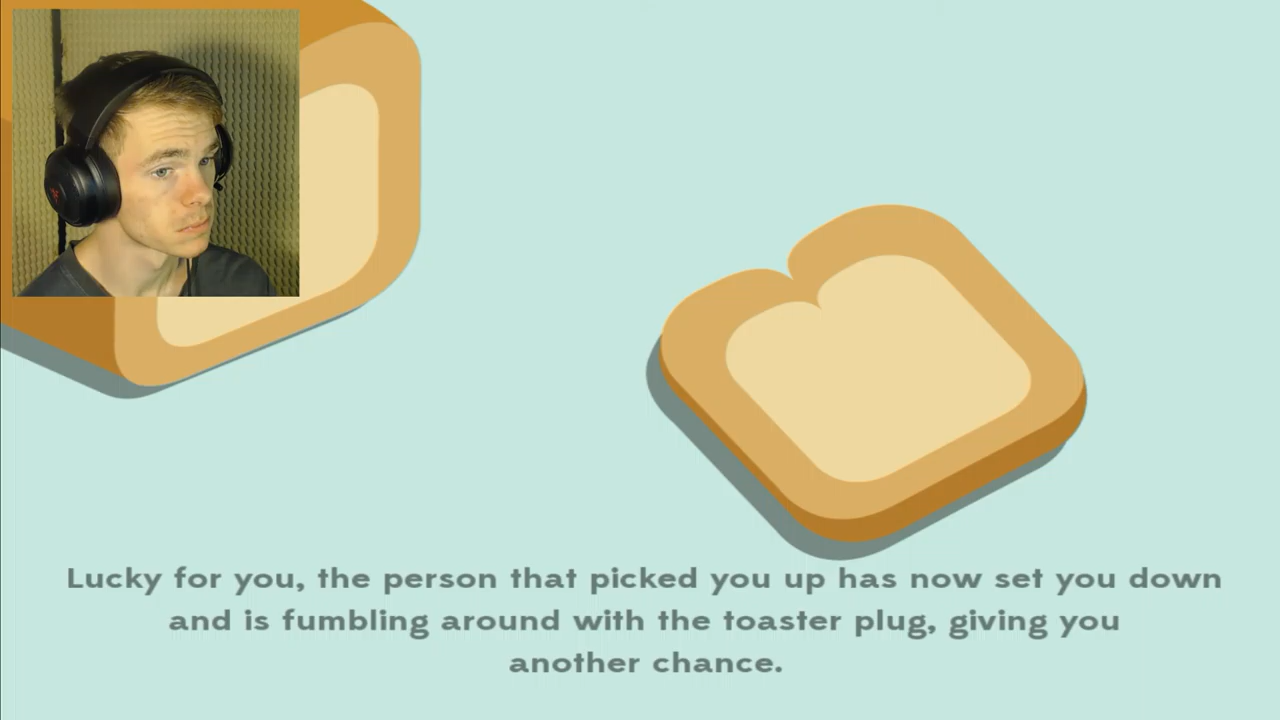 Lucky for you, the person that picked you up has now set you down
and is fumbling around with the toaster plug, giving you
another chance.